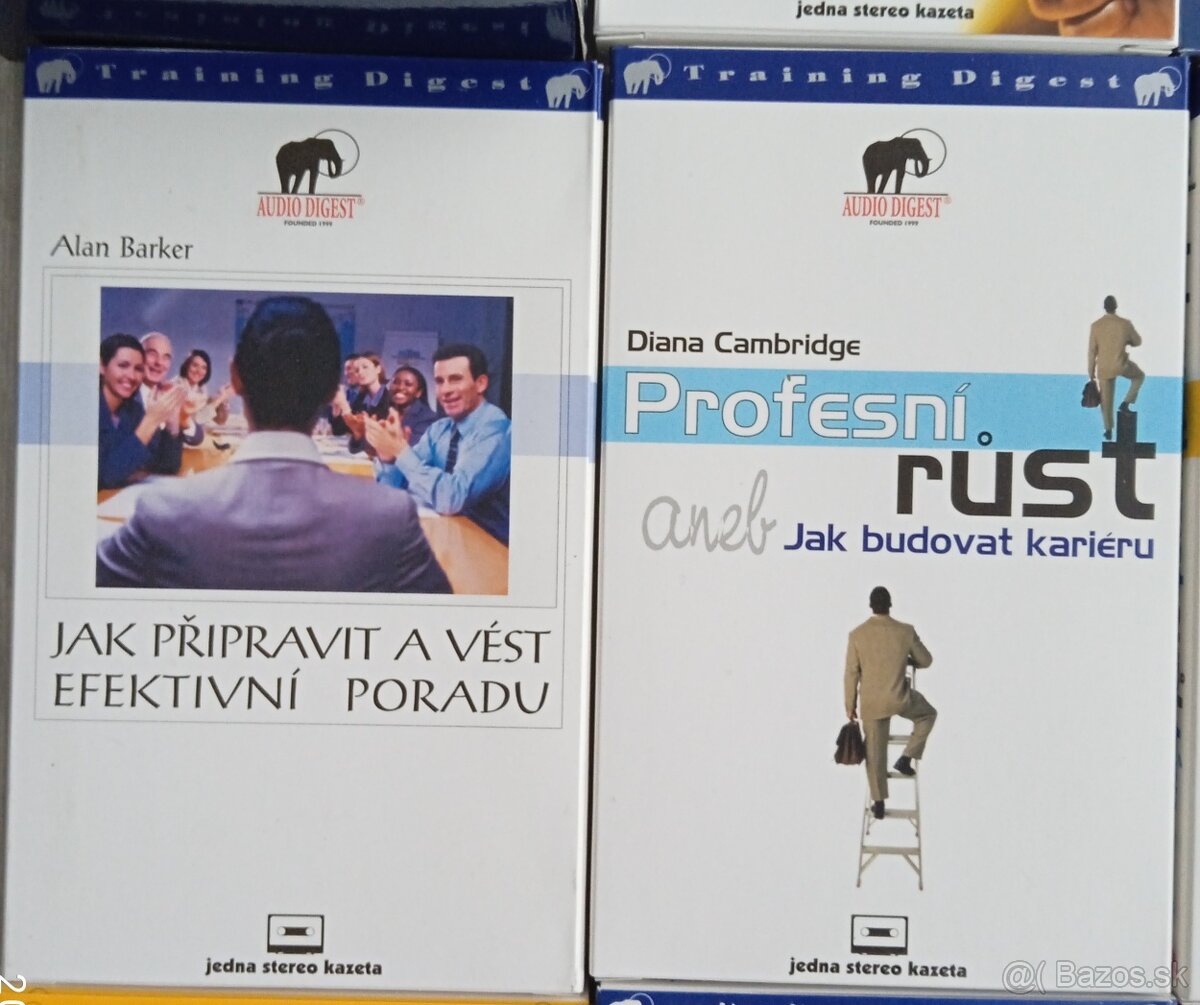 jedna stereo kazeta
Training Digest
AUDIO DIGEST®
FOUNDED 1999
Alan Barker
JAK PŘIPRAVIT A VÉST
EFEKTIVNÍ PORADU
jedna stereo kazeta
Training Digest
AUDIO DIGEST®
FOUNDED 1999
Diana Cambridge
Profesní
růst
aneb Jak budovat kariéru
jedna stereo kazeta
@( Bazos.sk